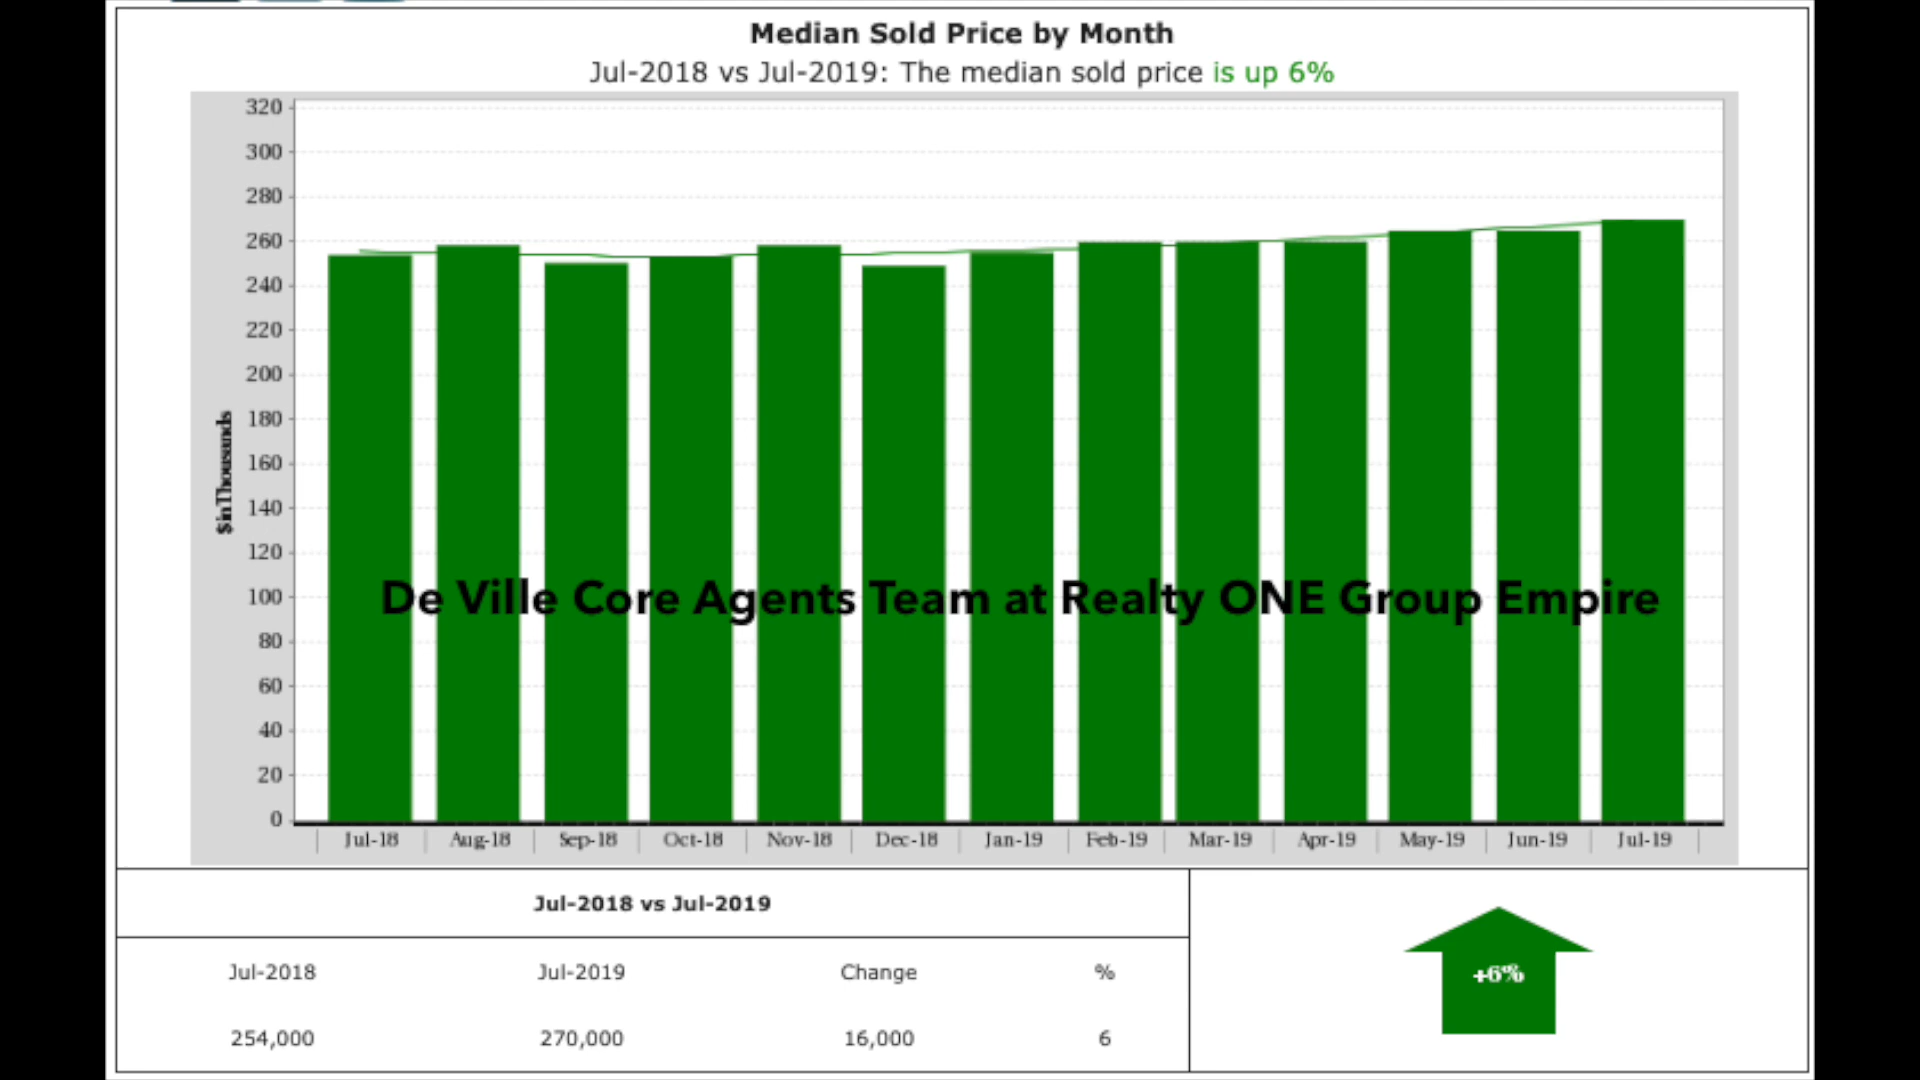 Median Sold Price by Month
Jul-2018 vs Jul-2019: The median sold price is up 6%
320
300
280
260
240
220
200
180
160
140
120
100
80
60
40
20
0
$inThousands
De Ville Core Agents Team at Realty ONE Group Empire
Jul-18 Aug-18 Sep-18 Oct-18 Nov-18 Dec-18 Jan-19 Feb-19 Mar-19 Apr-19 May-19 Jun-19 Jul-19
Jul-2018 vs Jul-2019
Jul-2018 Jul-2019 Change %
254,000 270,000 16,000 6
+6%